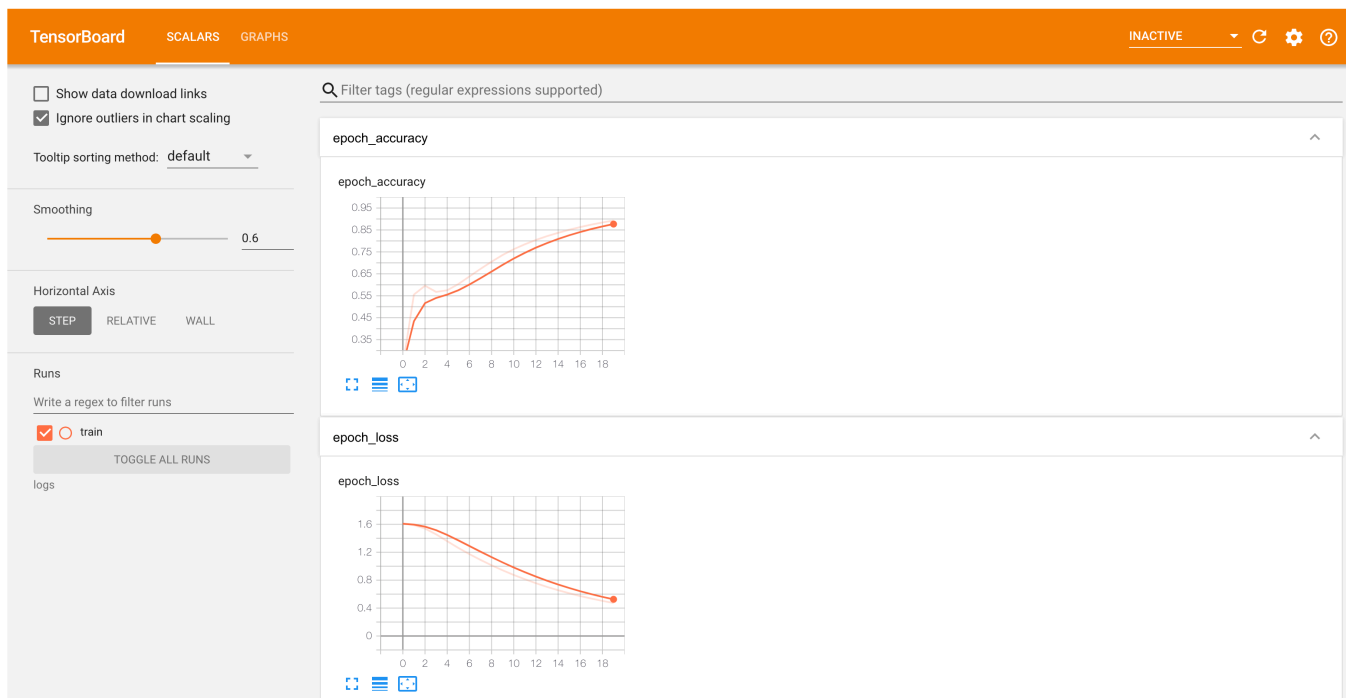 TensorBoard SCALARS GRAPHS INACTIVE
Show data download links
Ignore outliers in chart scaling
Tooltip sorting method: default
Smoothing
0.6
Horizontal Axis
STEP RELATIVE WALL
Runs
Write a regex to filter runs
train
TOGGLE ALL RUNS
logs
Filter tags (regular expressions supported)
epoch_accuracy
epoch_accuracy
0.95
0.85
0.75
0.65
0.55
0.45
0.35
0 2 4 6 8 10 12 14 16 18
epoch_loss
epoch_loss
1.6
1.2
0.8
0.4
0
0 2 4 6 8 10 12 14 16 18